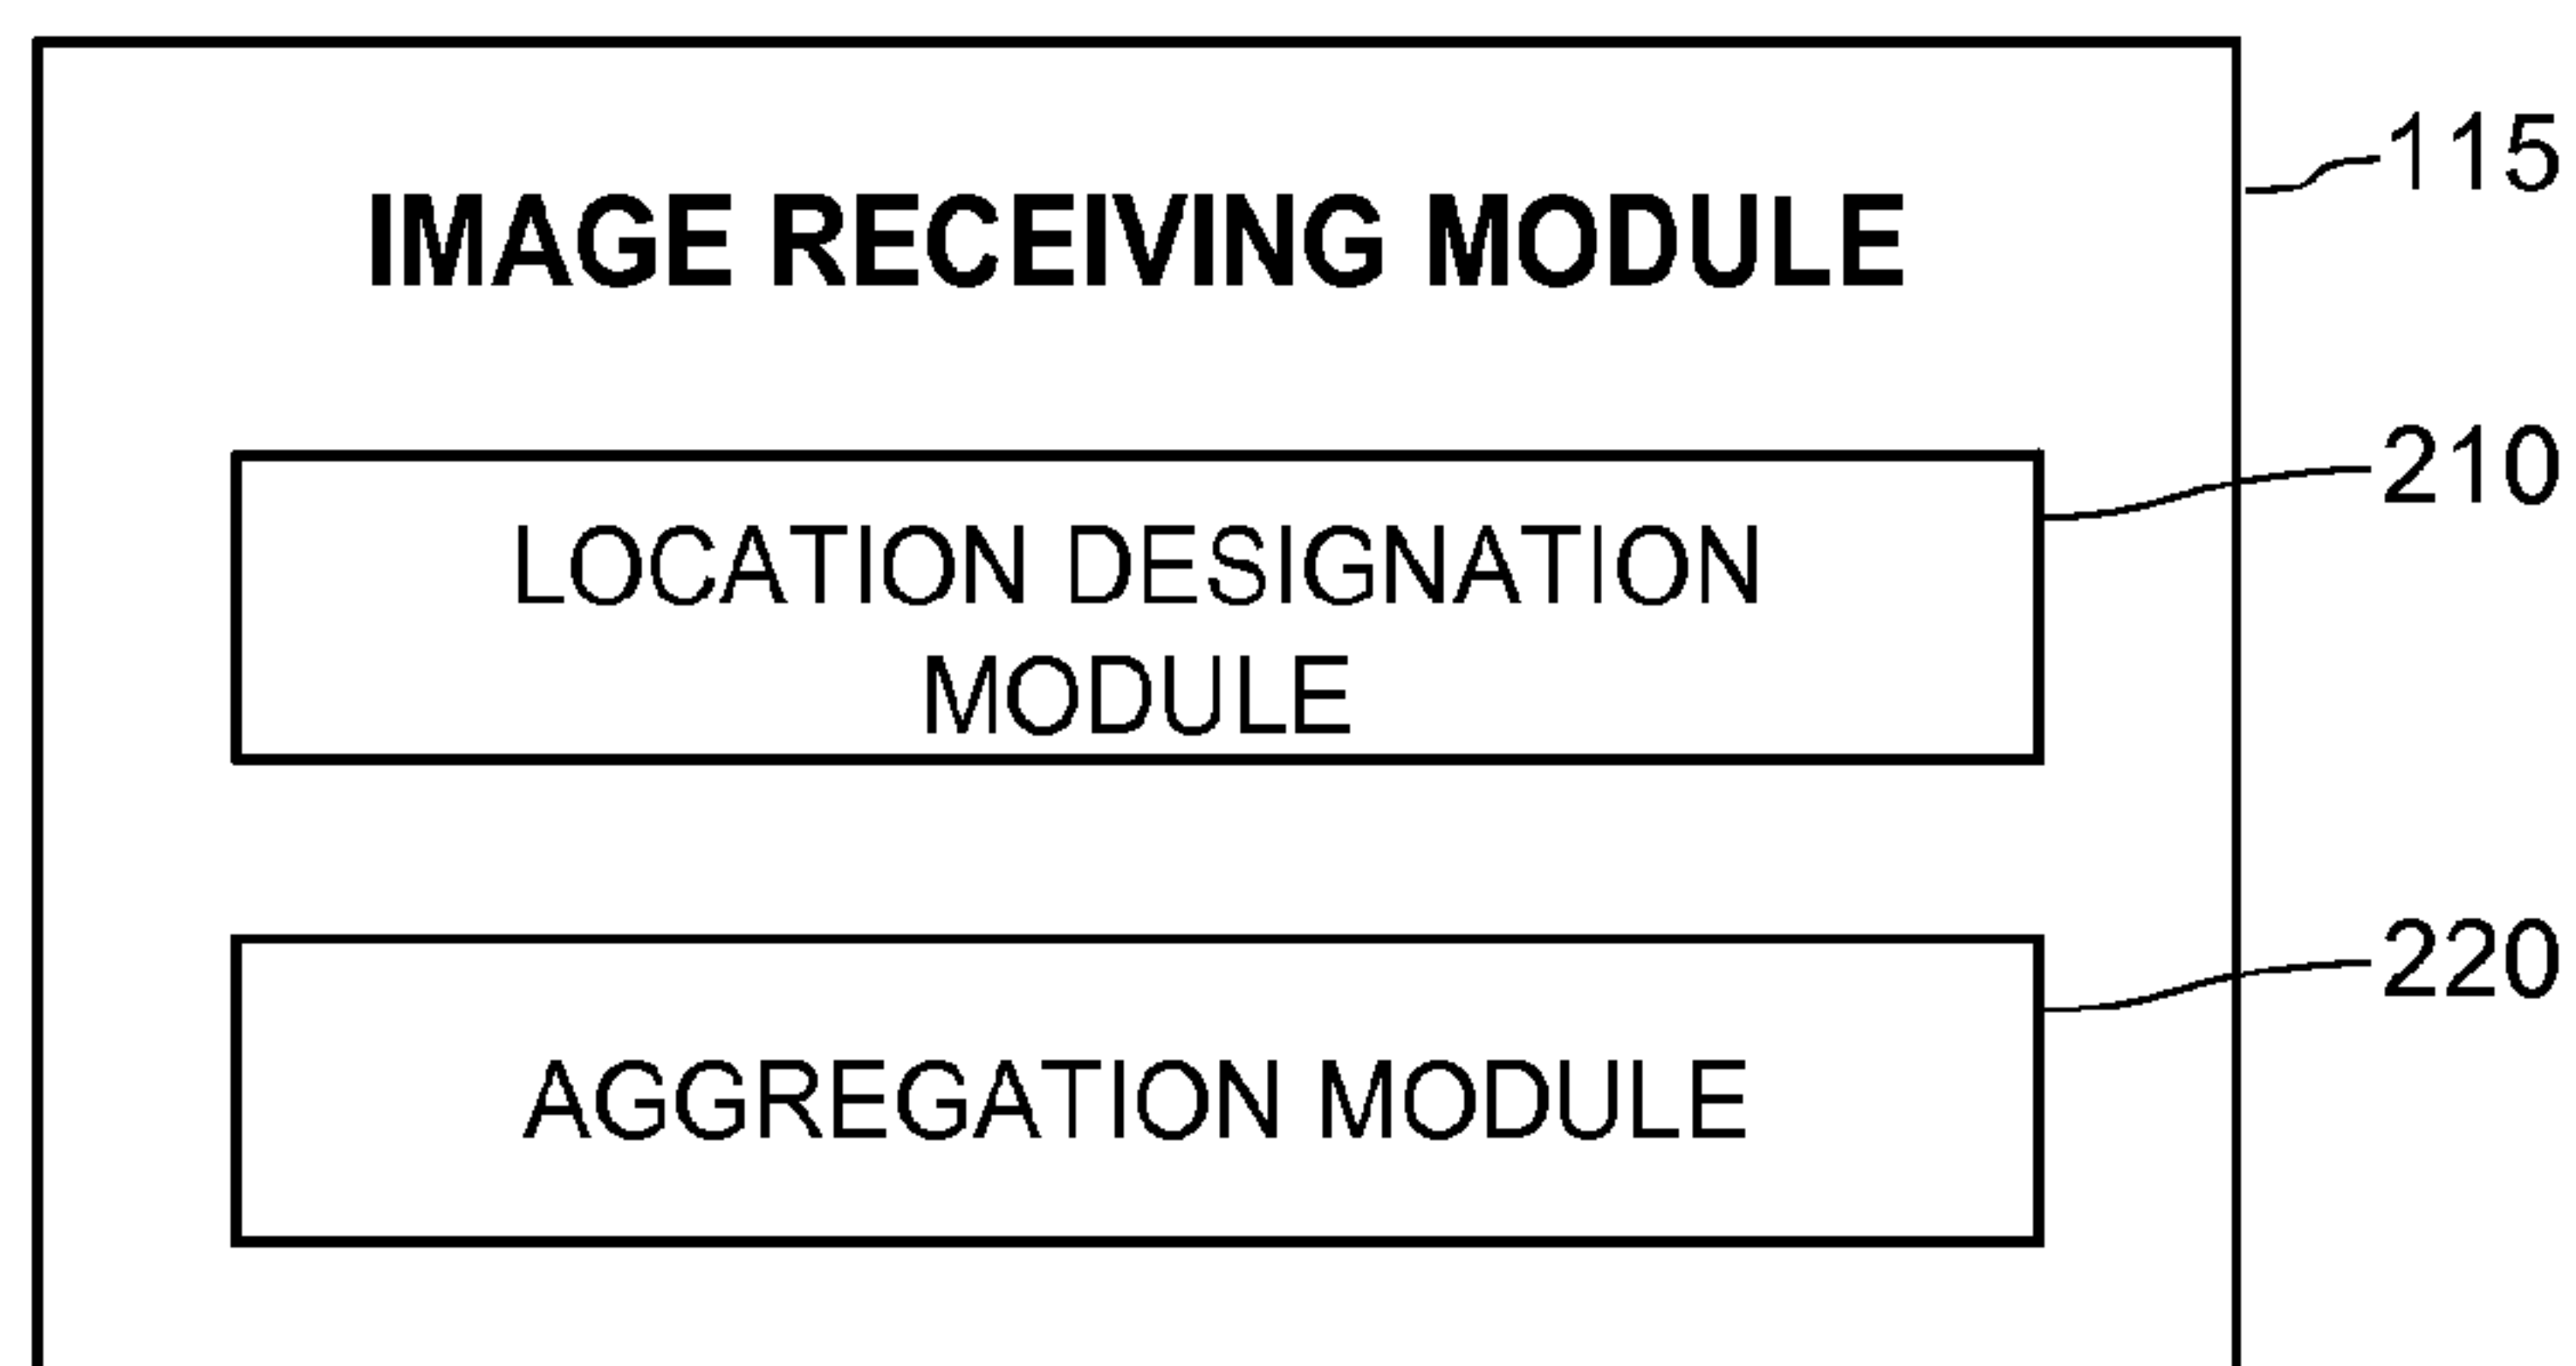 115
IMAGE RECEIVING MODULE
210
LOCATION DESIGNATION
MODULE
220
AGGREGATION MODULE